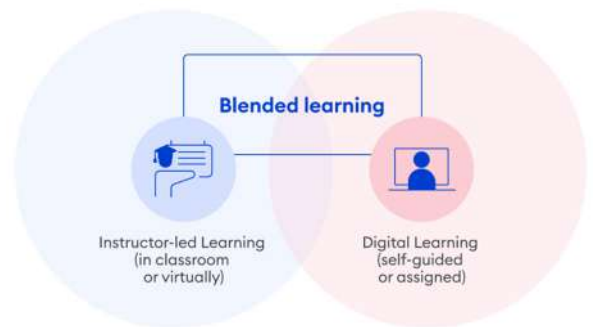 Blended learning
Instructor-led Learning
(in classroom
or virtually)
Digital Learning
(self-guided
or assigned)